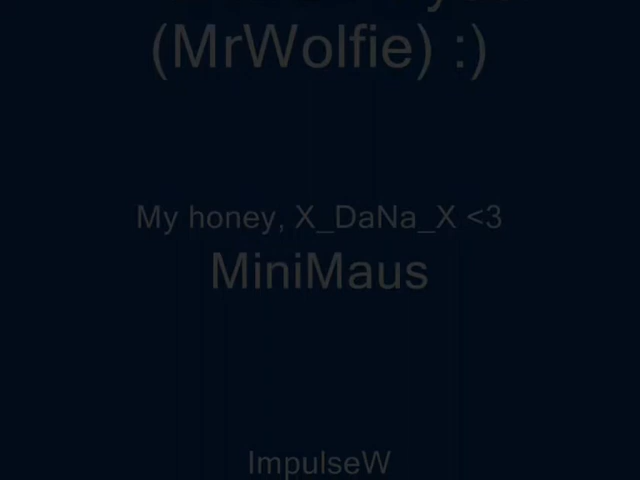 (MrWolfie) :)
My honey, X_DaNa_X <3
MiniMaus
ImpulseW